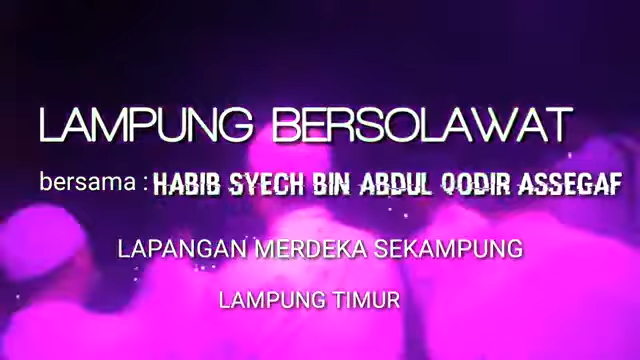 LAMPUNG BERSOLAWAT
bersama : HABIB SYECH BIN ABDUL QODIR ASSEGAF
LAPANGAN MERDEKA SEKAMPUNG
LAMPUNG TIMUR